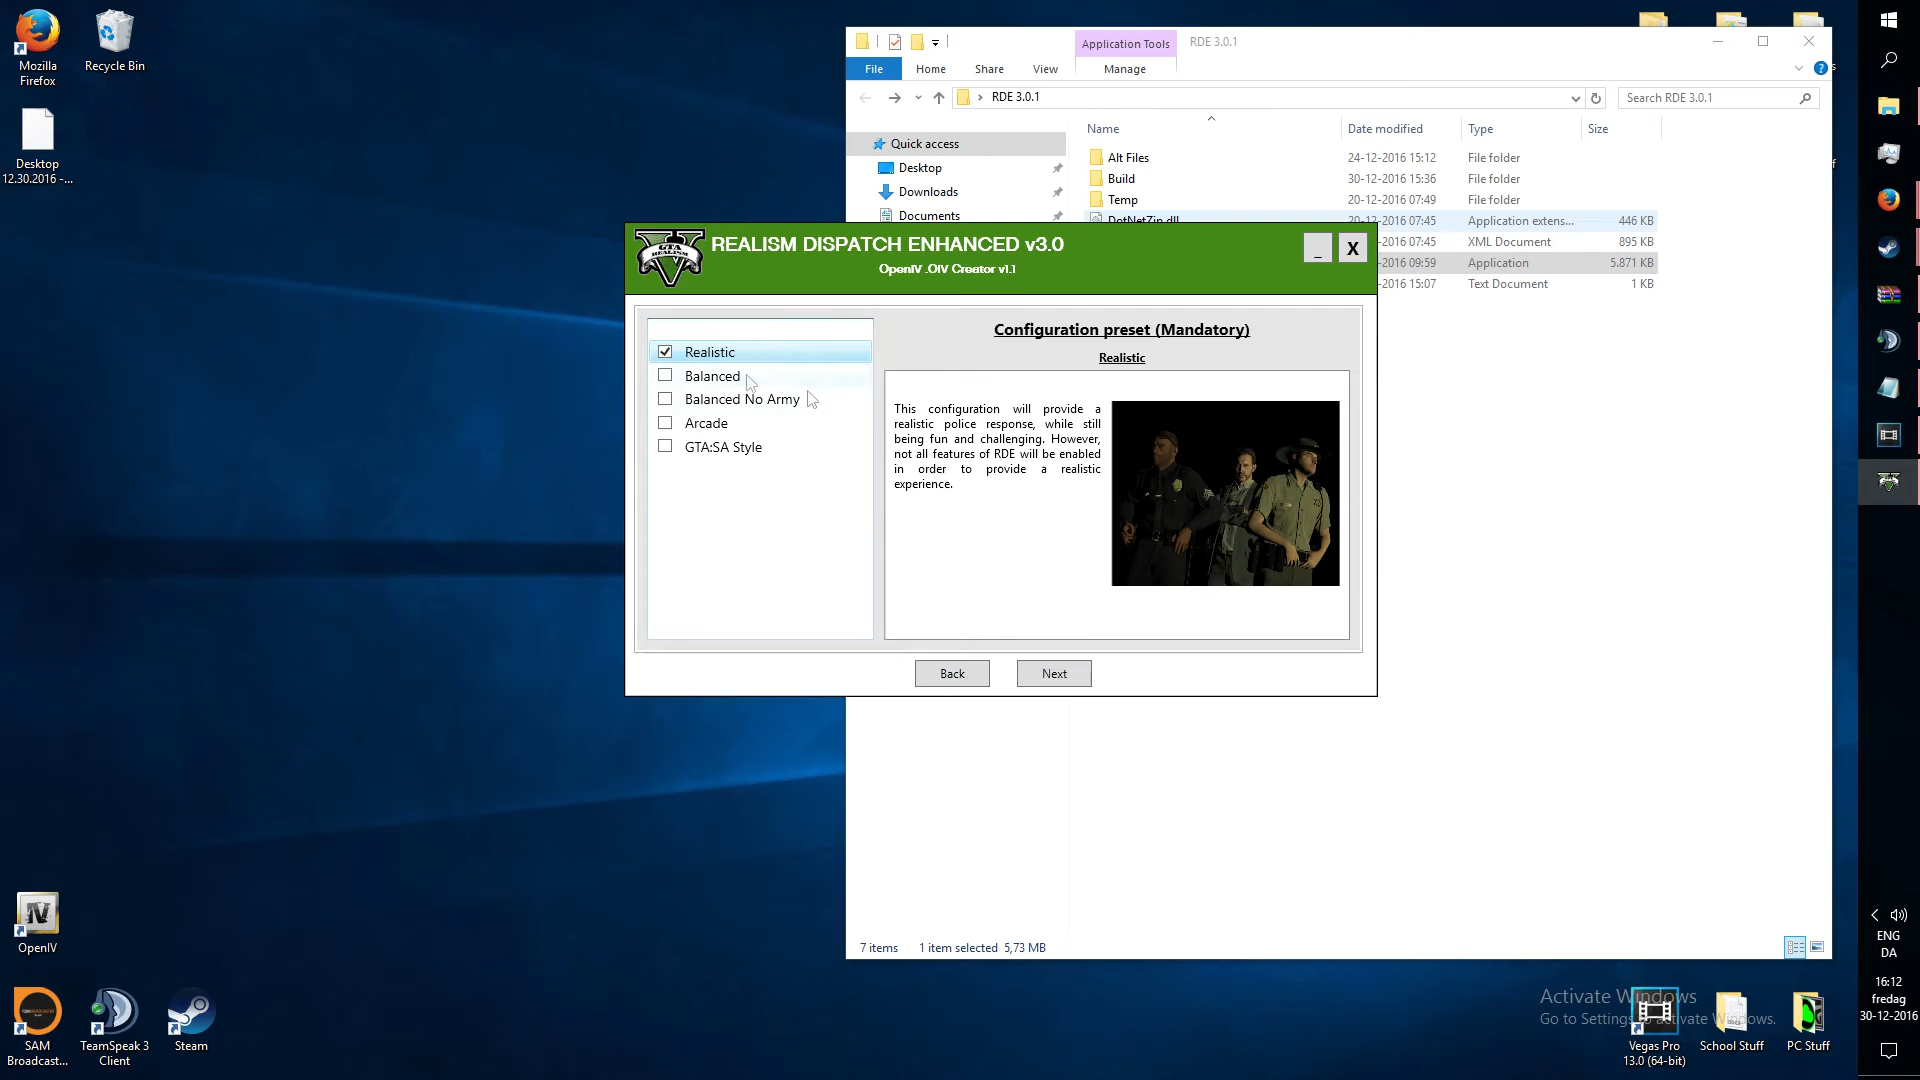 Mozilla
Firefox
Recycle Bin
Desktop
12.30.2016 -...
Application Tools
RDE 3.0.1
File
Home
Share
View
Manage
RDE 3.0.1
Search RDE 3.0.1
Quick access
Desktop
Downloads
Documents
Name
Date modified
Type
Size
Alt Files
24-12-2016 15:12
File folder
Build
30-12-2016 15:36
File folder
Temp
20-12-2016 07:49
File folder
DotNetZip.dll
20-12-2016 07:45
Application extens...
446 KB
-2016 07:45
XML Document
895 KB
-2016 09:59
Application
5.871 KB
-2016 15:07
Text Document
1 KB
GTA
REALISM
V
REALISM DISPATCH ENHANCED v3.0
OpenIV .OIV Creator v1.1
_
X
Realistic
Balanced
Balanced No Army
Arcade
GTA:SA Style
Configuration preset (Mandatory)
Realistic
This configuration will provide a
realistic police response, while still
being fun and challenging. However,
not all features of RDE will be enabled
in order to provide a realistic
experience.
Back
Next
7 items
1 item selected 5,73 MB
OpenIV
SAM
Broadcast...
TeamSpeak 3
Client
Steam
Activate Windows
Go to Settings to activate Windows.
Vegas Pro
13.0 (64-bit)
School Stuff
PC Stuff
ENG
DA
16:12
fredag
30-12-2016